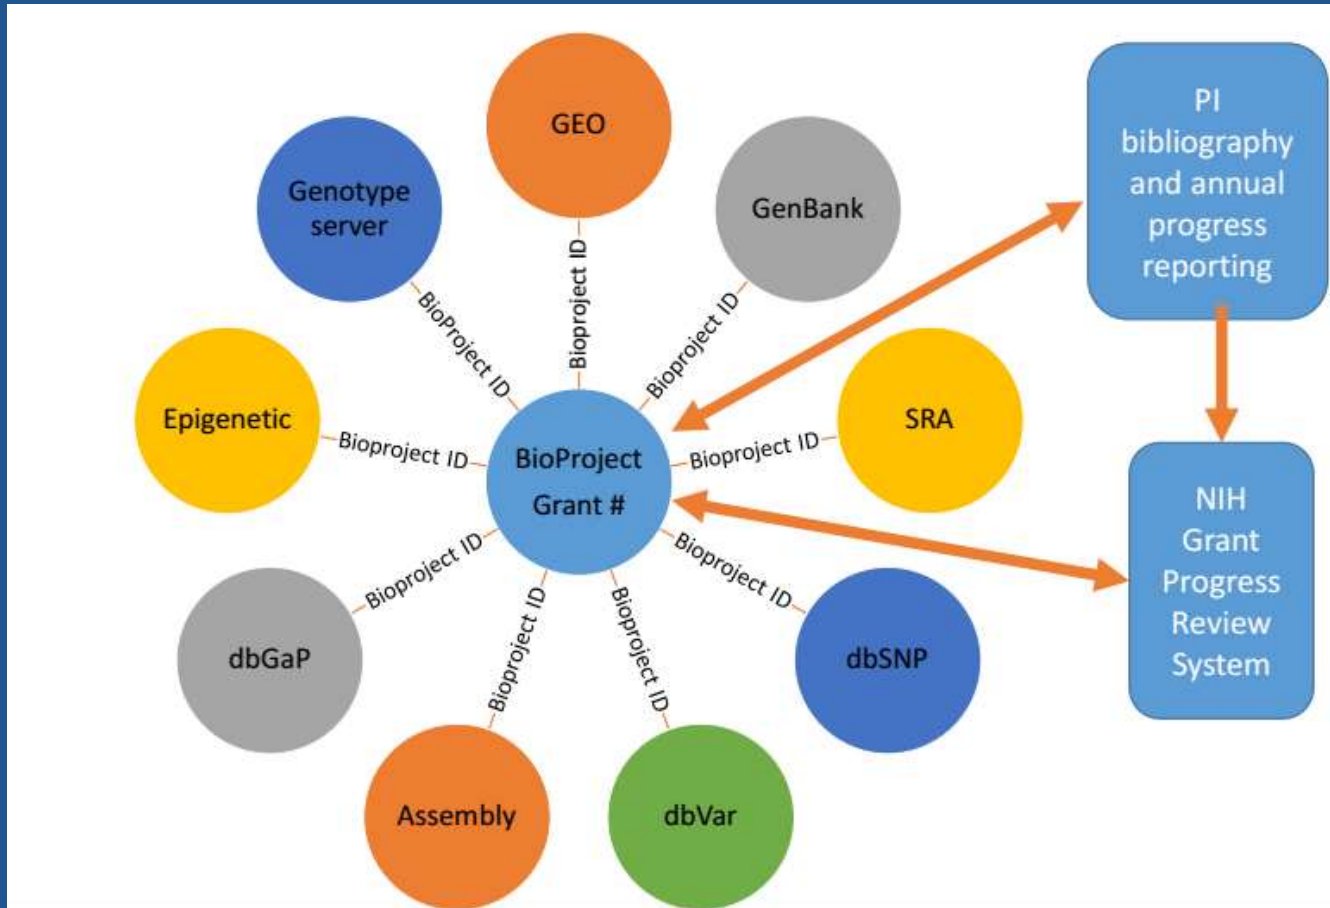 GEO
GenBank
SRA
dbSNP
dbVar
Assembly
dbGaP
Epigenetic
Genotype
server
Bioproject ID
Bioproject ID
Bioproject ID
Bioproject ID
Bioproject ID
Bioproject ID
Bioproject ID
Bioproject ID
BioProject ID
BioProject
Grant #
PI
bibliography
and annual
progress
reporting
NIH
Grant
Progress
Review
System